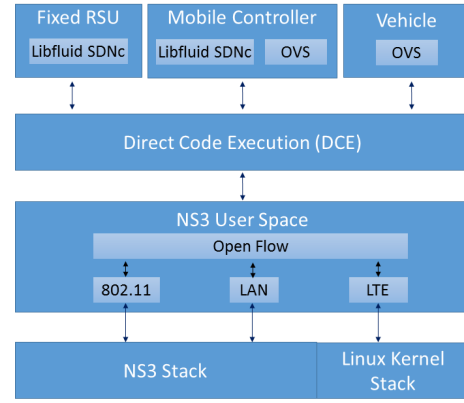 Fixed RSU
Libfluid SDNc
Mobile Controller
Libfluid SDNc
OVS
Vehicle
OVS
Direct Code Execution (DCE)
NS3 User Space
Open Flow
802.11
LAN
LTE
NS3 Stack
Linux Kernel
Stack